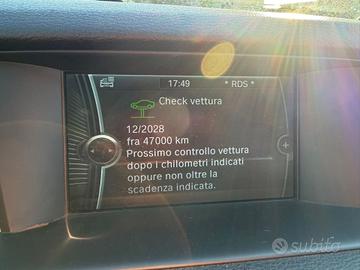 17:49
* RDS *
Check vettura
12/2028
fra 47000 km
Prossimo controllo vettura
dopo i chilometri indicati
oppure non oltre la
scadenza indicata.
subito